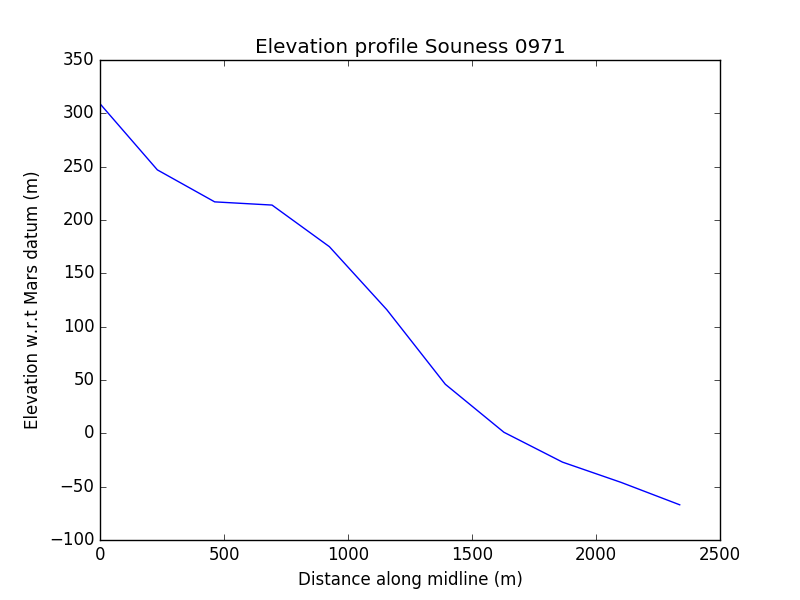 Elevation profile Souness 0971
350
300
250
200
150
100
50
0
−50
−100
Elevation w.r.t Mars datum (m)
0 500 1000 1500 2000 2500
Distance along midline (m)